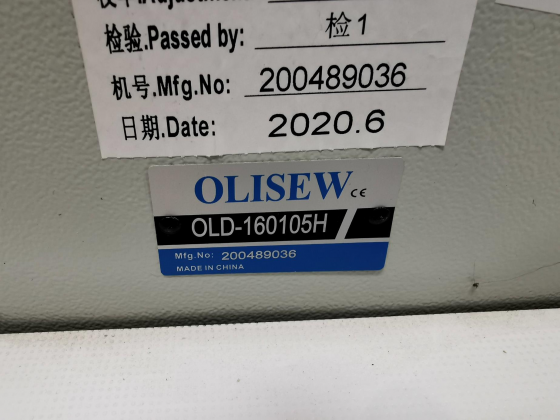 检验.Passed by: 检1
机号.Mfg.No: 200489036
日期.Date: 2020.6
OLISEW CE
OLD-160105H
Mfg.No: 200489036
MADE IN CHINA